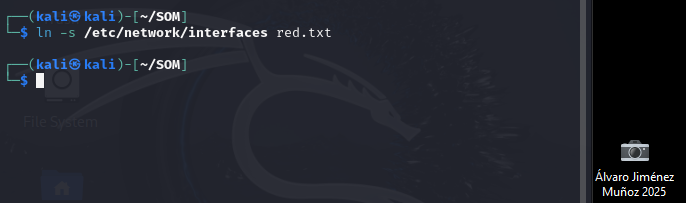 ┌──(kali㉿kali)-[~/SOM]
└─$ ln -s /etc/network/interfaces red.txt
┌──(kali㉿kali)-[~/SOM]
└─$
File System
Álvaro Jiménez
Muñoz 2025